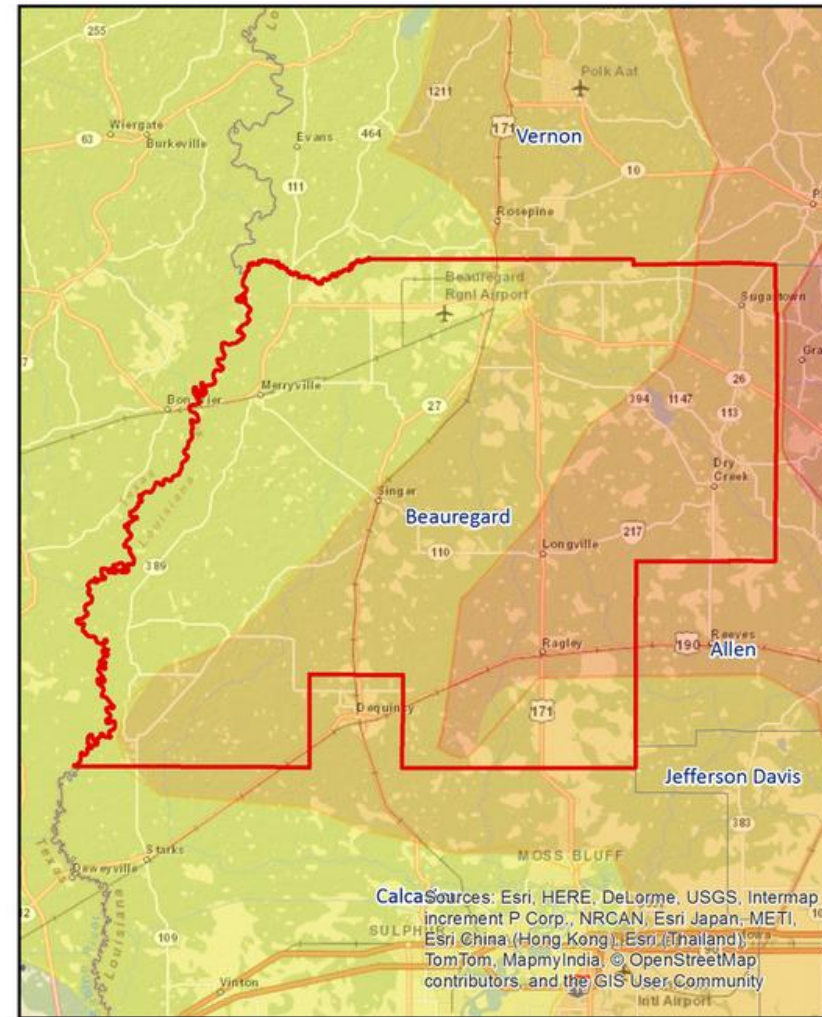 255
Polk Aaf
1211
Wiergate
63
Burkeville
Evans
464
171
Vernon
111
10
Rosepine
Beauregard
Rgnl Airport
Sugartown
Merryville
26
394
1147
27
113
Dry
Creek
Texas
Louisiana
Singer
Beauregard
217
110
Longville
389
190
Reeves
Ragley
Allen
Dequincy
171
Jefferson Davis
383
Starks
MOSS BLUFF
Texas
Louisiana
Deweyville
Sources: Esri, HERE, DeLorme, USGS, Intermap
increment P Corp., NRCAN, Esri Japan, METI,
Esri China (Hong Kong), Esri (Thailand),
TomTom, MapmyIndia, © OpenStreetMap
contributors, and the GIS User Community
SULPHUR
109
Vinton
Intl Airport